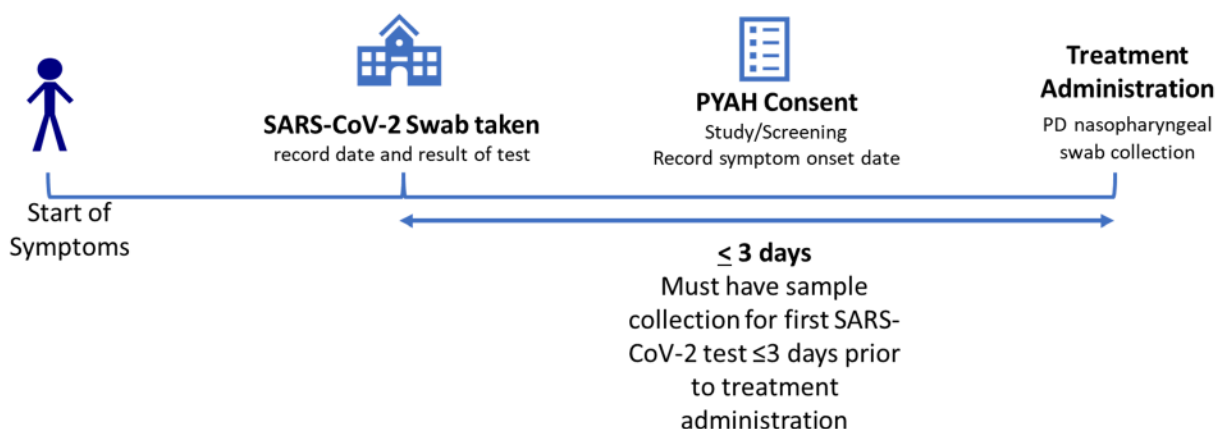 SARS-CoV-2 Swab taken
record date and result of test
PYAH Consent
Study/Screening
Record symptom onset date
Treatment
Administration
PD nasopharyngeal
swab collection
Start of
Symptoms
≤ 3 days
Must have sample
collection for first SARS-
CoV-2 test ≤3 days prior
to treatment
administration